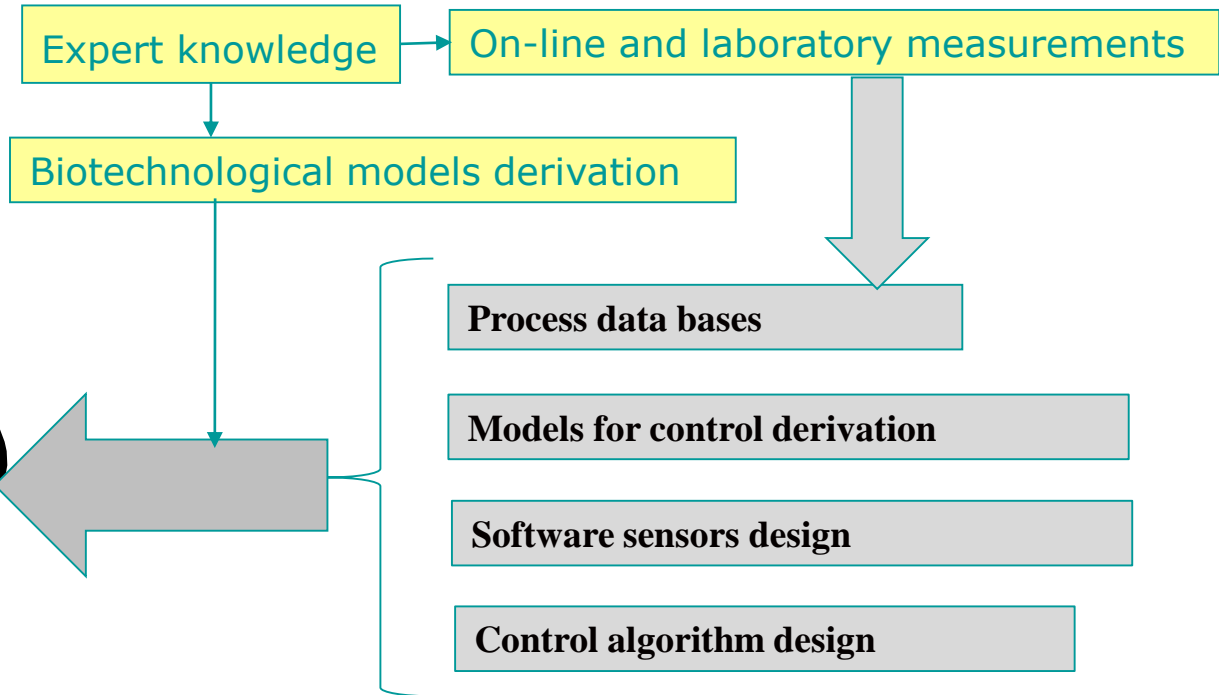 Expert knowledge
On-line and laboratory measurements
Biotechnological models derivation
Process data bases
Models for control derivation
Software sensors design
Control algorithm design